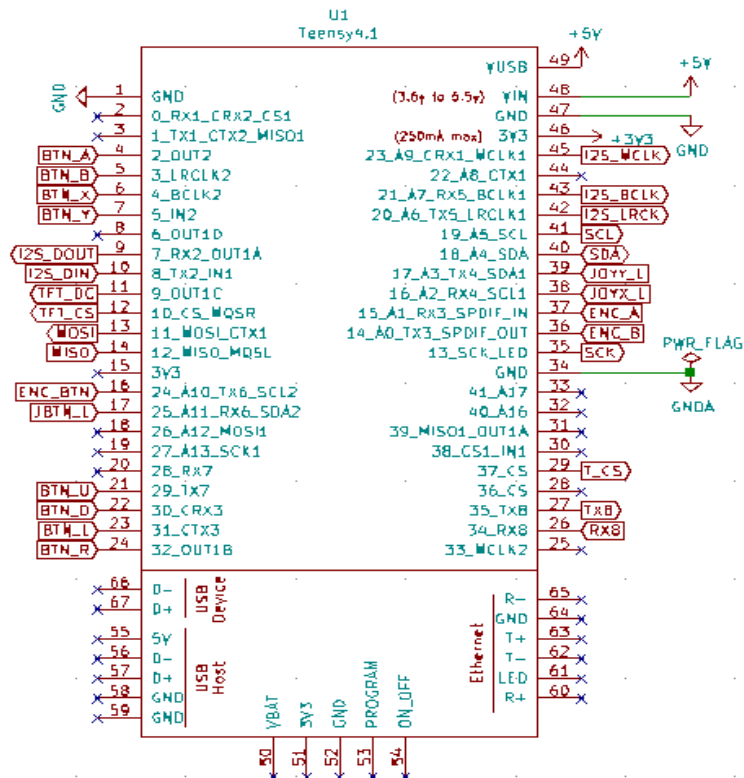 U1
Teensy4.1
+5V
VUSB 49
+5V
GND 1 GND (3.6v to 5.5v) VIN 48
2 0_RX1_CRX2_CS1 GND 47
3 1_TX1_CTX2_MISO1 (250mA max) 3V3 46 +3V3 GND
BTN_A 4 2_OUT2 23_A9_CRX1_MCLK1 45 I2S_MCLK
BTN_B 5 3_LRCLK2 22_A8_CTX1 44
BTN_X 6 4_BCLK2 21_A7_RX5_BCLK1 43 I2S_BCLK
BTN_Y 7 5_IN2 20_A6_TX5_LRCLK1 42 I2S_LRCK
8 6_OUT1D 19_A5_SCL 41 SCL
I2S_DOUT 9 7_RX2_OUT1A 18_A4_SDA 40 SDA
I2S_DIN 10 8_TX2_IN1 17_A3_TX4_SDA1 39 JOYY_L
TFT_DC 11 9_OUT1C 16_A2_RX4_SCL1 38 JOYX_L
TFT_CS 12 10_CS_MQSR 15_A1_RX3_SPDIF_IN 37 ENC_A
MOSI 13 11_MOSI_CTX1 14_A0_TX3_SPDIF_OUT 36 ENC_B
MISO 14 12_MISO_MQSL 13_SCK_LED 35 SCK PWR_FLAG
15 3V3 GND 34
ENC_BTN 16 24_A10_TX6_SCL2 41_A17 33 GNDA
JBTN_L 17 25_A11_RX6_SDA2 40_A16 32
18 26_A12_MOSI1 39_MISO1_OUT1A 31
19 27_A13_SCK1 38_CS1_IN1 30
20 28_RX7 37_CS 29 T_CS
BTN_U 21 29_TX7 36_CS 28
BTN_D 22 30_CRX3 35_TX8 27 TX8
BTN_L 23 31_CTX3 34_RX8 26 RX8
BTN_R 24 32_OUT1B 33_MCLK2 25
66 D- USB Device R- 65
67 D+ GND 64
55 5V USB Host Ethernet T+ 63
56 D- T- 62
57 D+ LED 61
58 GND R+ 60
59 GND
VBAT 3V3 GND PROGRAM ON_OFF
50 51 52 53 54